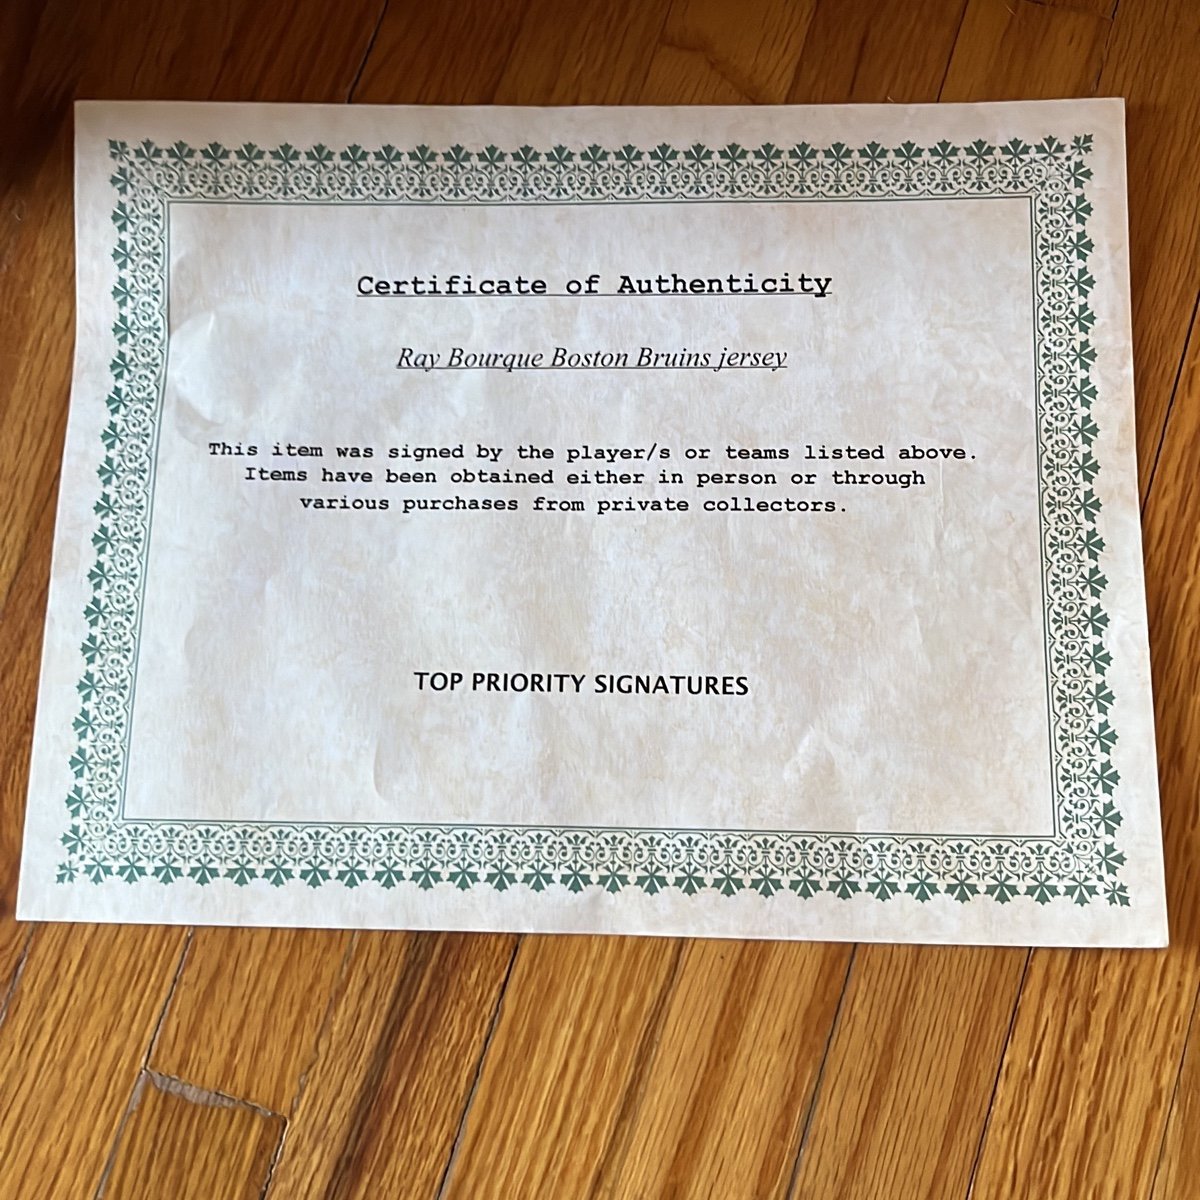 Certificate of Authenticity
Ray Bourque Boston Bruins jersey
This item was signed by the player/s or teams listed above.
Items have been obtained either in person or through
various purchases from private collectors.
TOP PRIORITY SIGNATURES